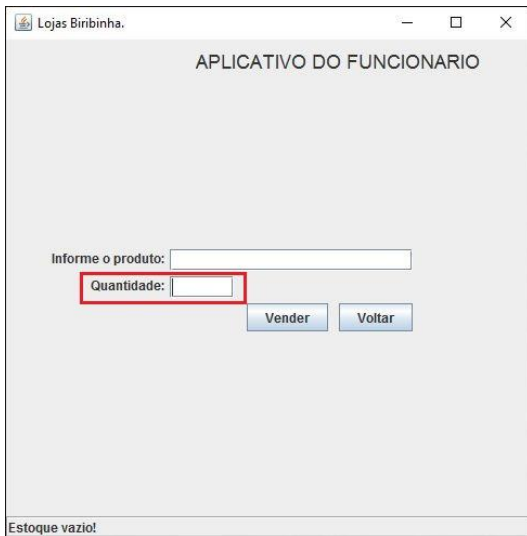 Lojas Biribinha.
APLICATIVO DO FUNCIONARIO
Informe o produto:
Quantidade:
Vender Voltar
Estoque vazio!